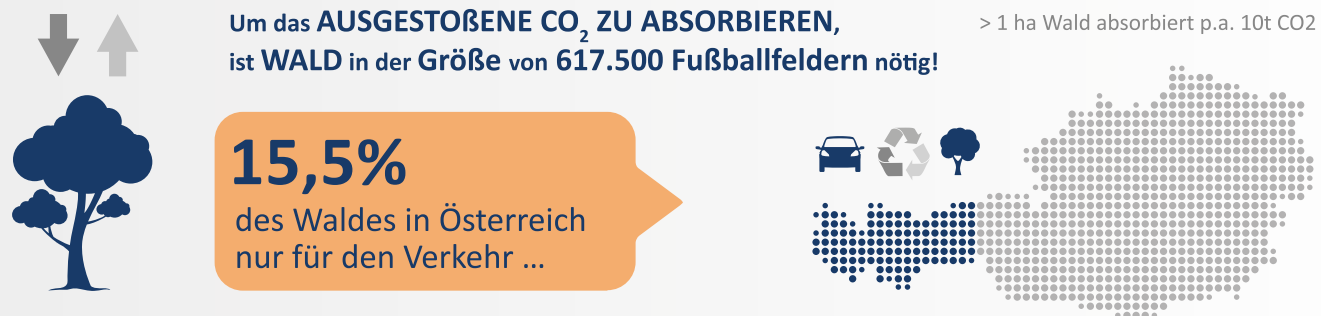 Um das AUSGESTOßENE CO₂ ZU ABSORBIEREN,
ist WALD in der Größe von 617.500 Fußballfeldern nötig!
> 1 ha Wald absorbiert p.a. 10t CO2
15,5%
des Waldes in Österreich
nur für den Verkehr ...